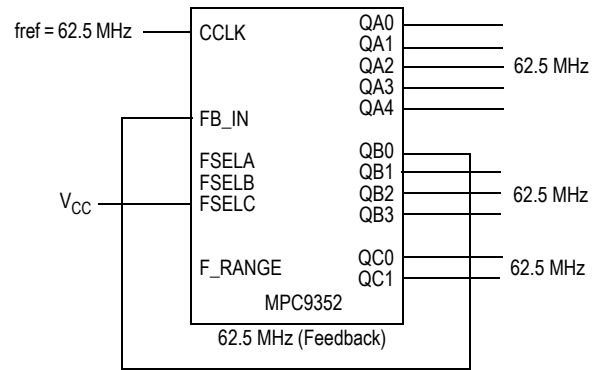 fref = 62.5 MHz
CCLK
FB_IN
FSELA
FSELB
FSELC
VCC
F_RANGE
QA0
QA1
QA2
QA3
QA4
62.5 MHz
QB0
QB1
QB2
QB3
62.5 MHz
QC0
QC1
62.5 MHz
MPC9352
62.5 MHz (Feedback)